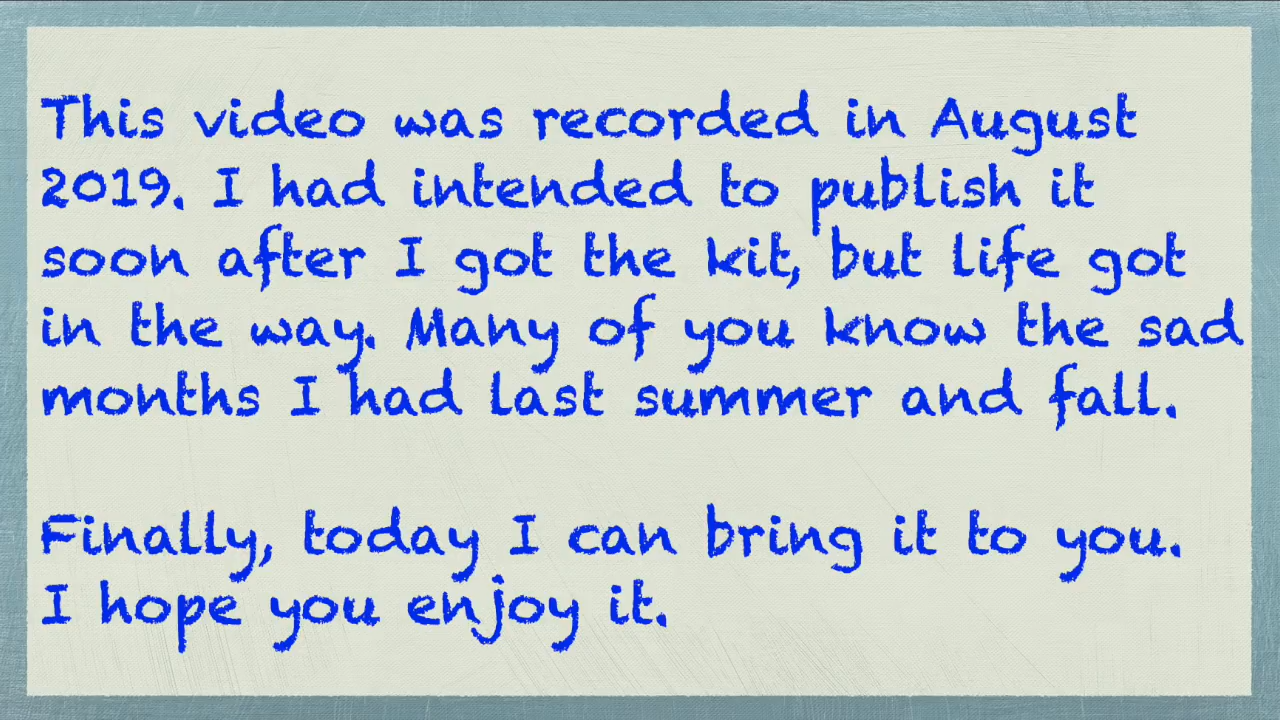 This video was recorded in August
2019. I had intended to publish it
soon after I got the kit, but life got
in the way. Many of you know the sad
months I had last summer and fall.
Finally, today I can bring it to you.
I hope you enjoy it.